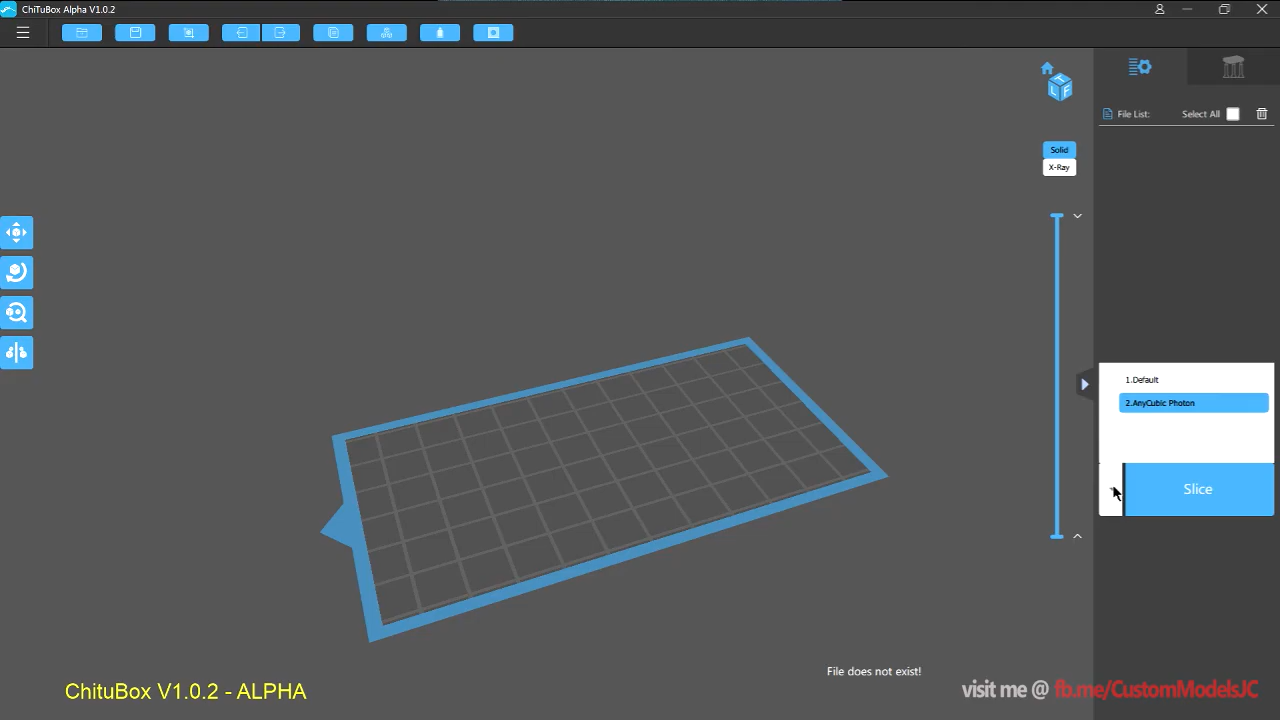 ChiTuBox Alpha V1.0.2
File List:
Select All
Solid
X-Ray
1.Default
2.AnyCubic Photon
Slice
File does not exist!
ChituBox V1.0.2 - ALPHA
visit me @ fb.me/CustomModelsJC